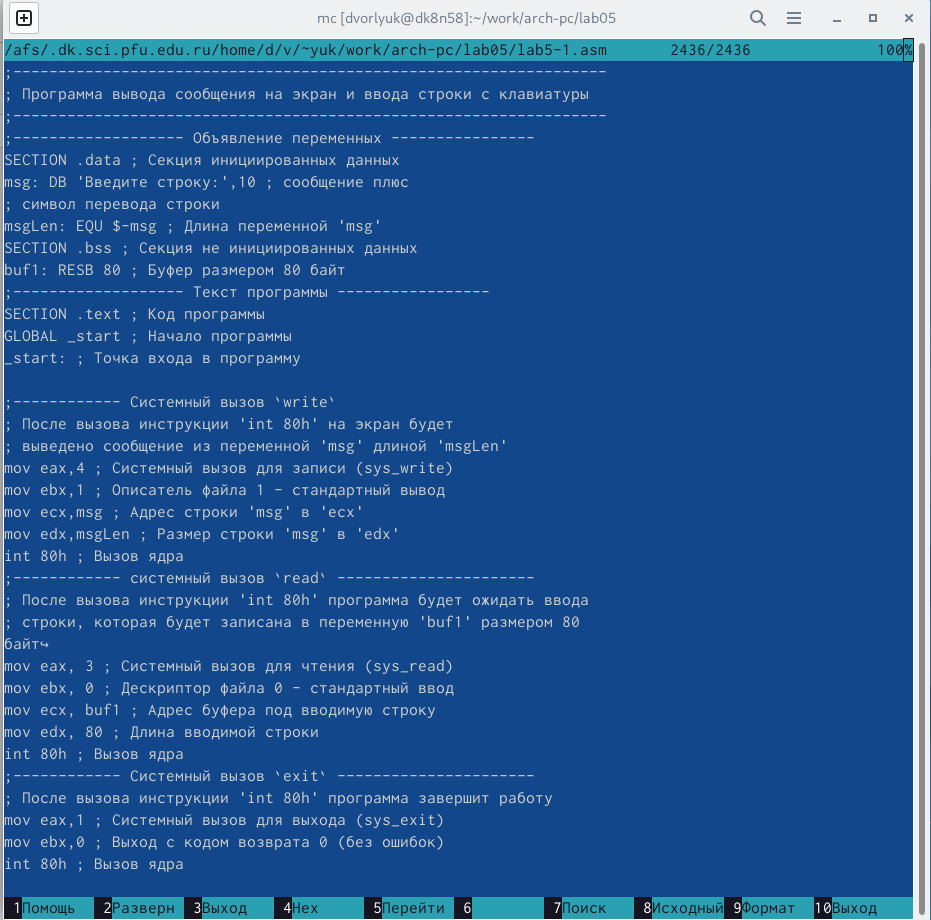 mc [dvorlyuk@dk8n58]:~/work/arch-pc/lab05
/afs/.dk.sci.pfu.edu.ru/home/d/v/~yuk/work/arch-pc/lab05/lab5-1.asm 2436/2436 100%
;------------------------------------------------------------------
; Программа вывода сообщения на экран и ввода строки с клавиатуры
;------------------------------------------------------------------
;------------------- Объявление переменных ----------------
SECTION .data ; Секция инициированных данных
msg: DB 'Введите строку:',10 ; сообщение плюс
; символ перевода строки
msgLen: EQU $-msg ; Длина переменной 'msg'
SECTION .bss ; Секция не инициированных данных
buf1: RESB 80 ; Буфер размером 80 байт
;------------------- Текст программы -----------------
SECTION .text ; Код программы
GLOBAL _start ; Начало программы
_start: ; Точка входа в программу
;------------ Системный вызов `write`
; После вызова инструкции 'int 80h' на экран будет
; выведено сообщение из переменной 'msg' длиной 'msgLen'
mov eax,4 ; Системный вызов для записи (sys_write)
mov ebx,1 ; Описатель файла 1 - стандартный вывод
mov ecx,msg ; Адрес строки 'msg' в 'ecx'
mov edx,msgLen ; Размер строки 'msg' в 'edx'
int 80h ; Вызов ядра
;------------ системный вызов `read` ----------------------
; После вызова инструкции 'int 80h' программа будет ожидать ввода
; строки, которая будет записана в переменную 'buf1' размером 80
байт↪
mov eax, 3 ; Системный вызов для чтения (sys_read)
mov ebx, 0 ; Дескриптор файла 0 - стандартный ввод
mov ecx, buf1 ; Адрес буфера под вводимую строку
mov edx, 80 ; Длина вводимой строки
int 80h ; Вызов ядра
;------------ Системный вызов `exit` ----------------------
; После вызова инструкции 'int 80h' программа завершит работу
mov eax,1 ; Системный вызов для выхода (sys_exit)
mov ebx,0 ; Выход с кодом возврата 0 (без ошибок)
int 80h ; Вызов ядра
1Помощь 2Разверн 3Выход 4Hex 5Перейти 6 7Поиск 8Исходный 9Формат 10Выход